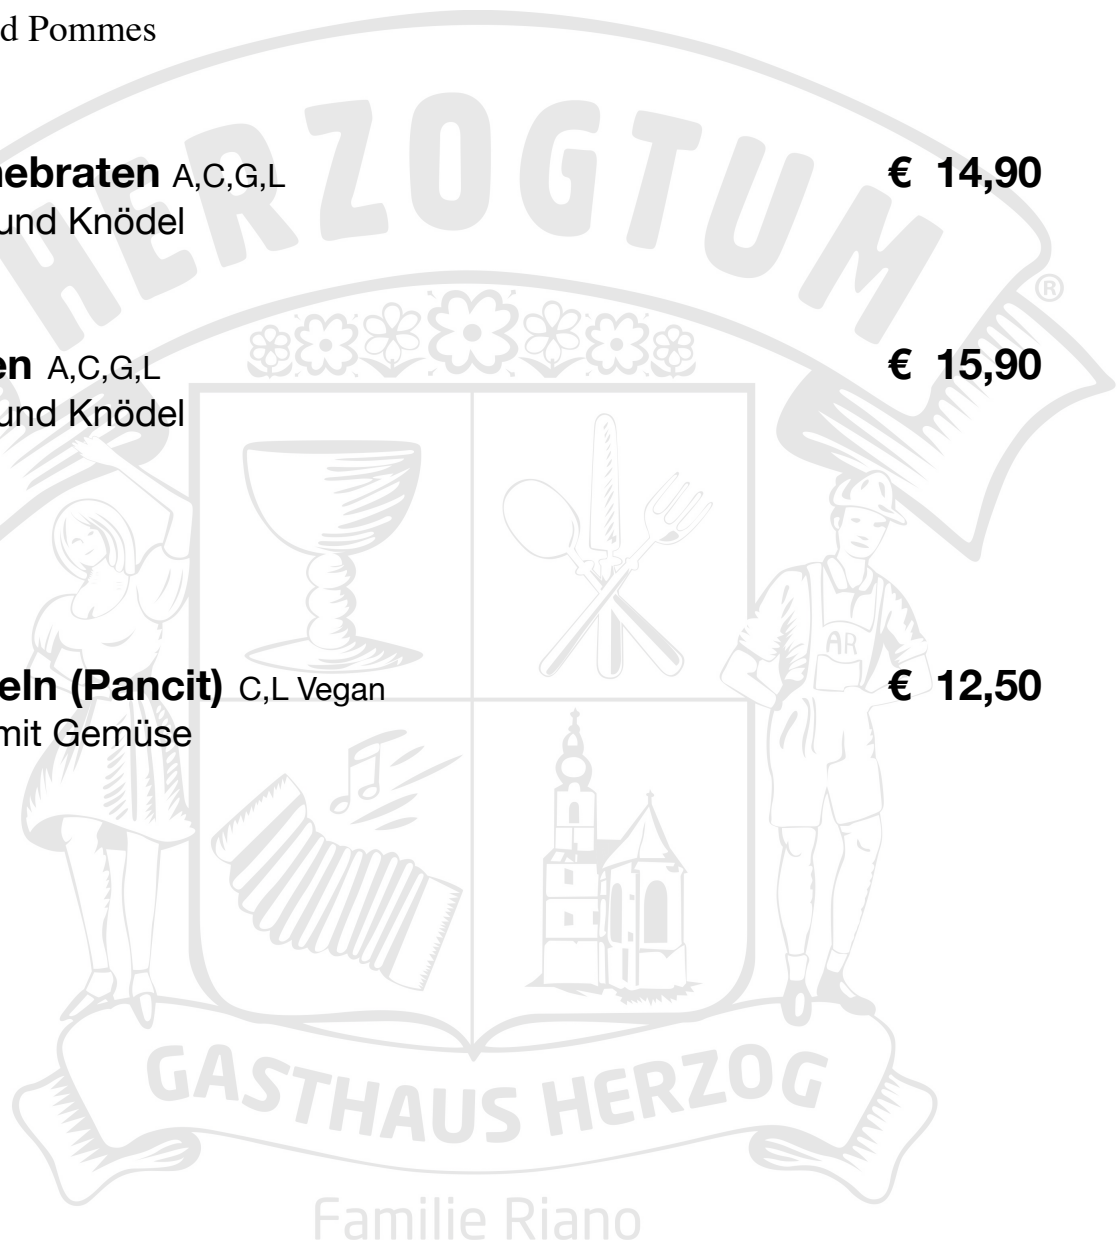 d Pommes
HERZOGTUM
nebraten A,C,G,L € 14,90
und Knödel
®
en A,C,G,L € 15,90
und Knödel
AR
eln (Pancit) C,L Vegan € 12,50
mit Gemüse
GASTHAUS HERZOG
Familie Riano